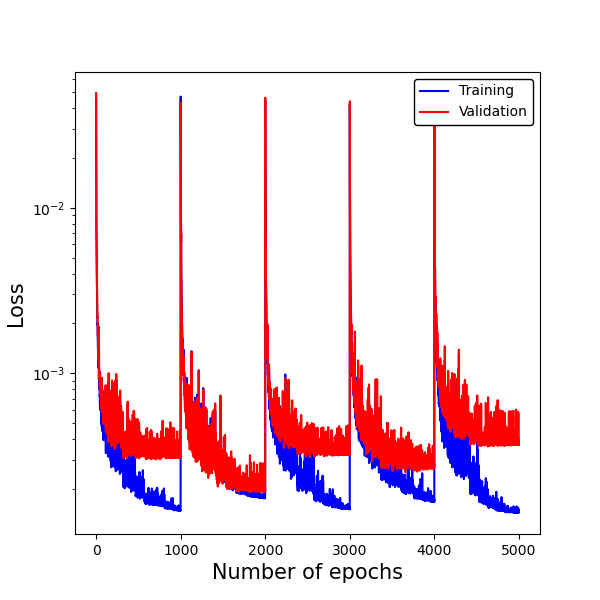 Training
Validation
10⁻²
10⁻³
Loss
0 1000 2000 3000 4000 5000
Number of epochs